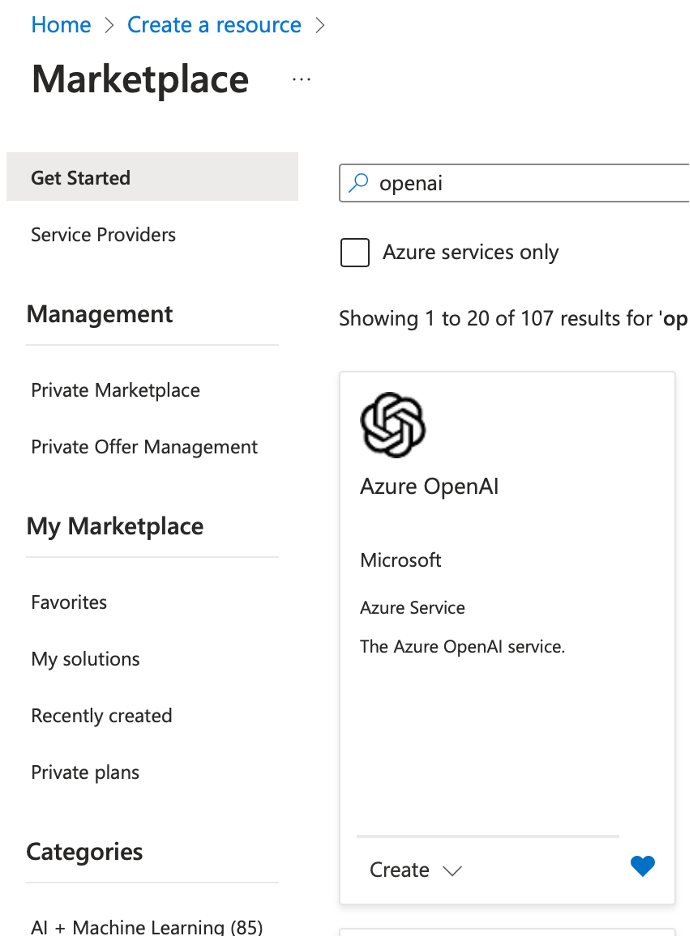 Home > Create a resource >
Marketplace ...
Get Started
Service Providers
Management
Private Marketplace
Private Offer Management
My Marketplace
Favorites
My solutions
Recently created
Private plans
Categories
AI + Machine Learning (85)
openai
Azure services only
Showing 1 to 20 of 107 results for 'op
Azure OpenAI
Microsoft
Azure Service
The Azure OpenAI service.
Create